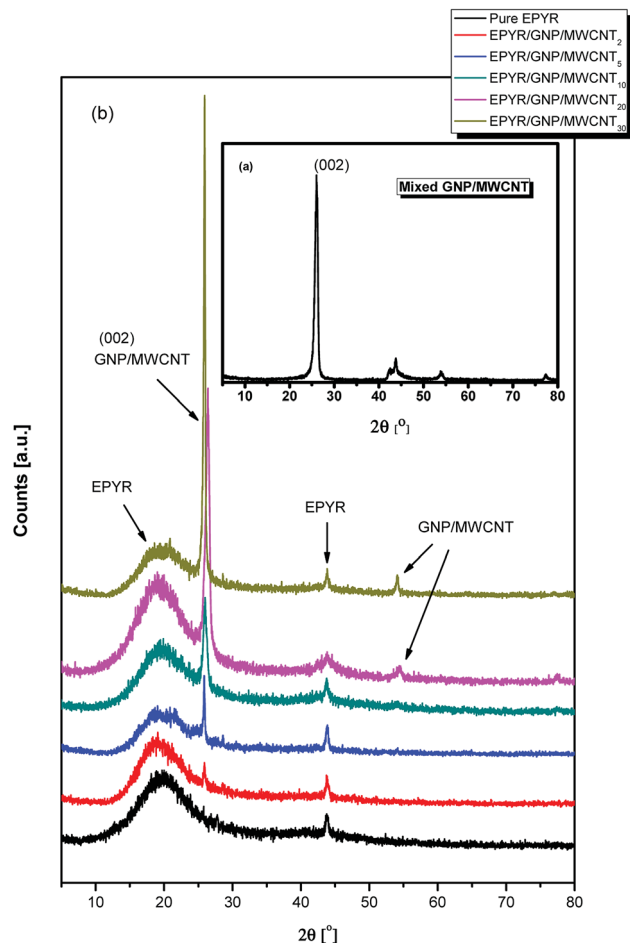 Pure EPYR
EPYR/GNP/MWCNT2
EPYR/GNP/MWCNT5
EPYR/GNP/MWCNT10
EPYR/GNP/MWCNT20
EPYR/GNP/MWCNT30
(b)
(a)
(002)
Mixed GNP/MWCNT
5 10 20 30 40 50 60 70 80
2θ [°]
(002)
GNP/MWCNT
EPYR
EPYR
GNP/MWCNT
Counts [a.u.]
10 20 30 40 50 60 70 80
2θ [°]